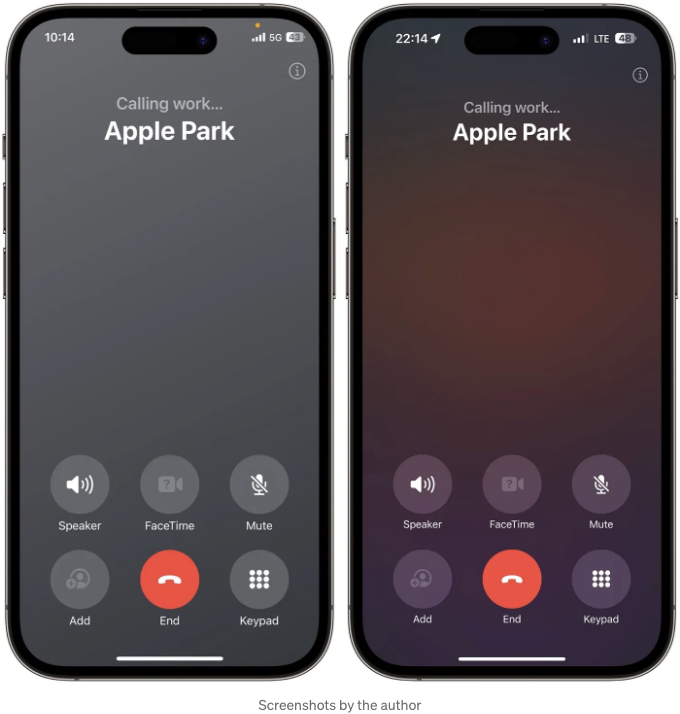 10:14
5G 43
Calling work...
Apple Park
Speaker
FaceTime
Mute
Add
End
Keypad
22:14
LTE 48
Calling work...
Apple Park
Speaker
FaceTime
Mute
Add
End
Keypad
Screenshots by the author